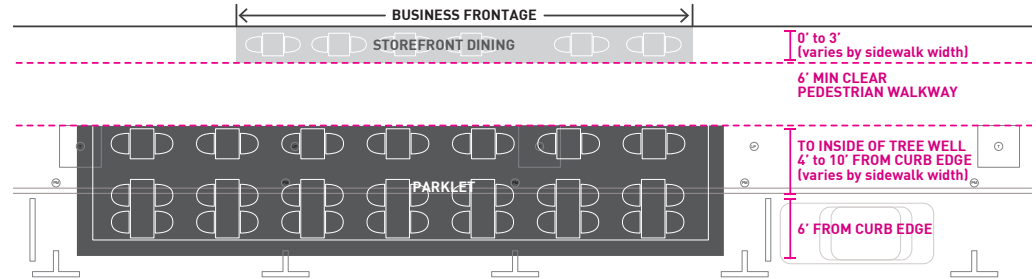 BUSINESS FRONTAGE
STOREFRONT DINING
0' to 3'
(varies by sidewalk width)
6' MIN CLEAR
PEDESTRIAN WALKWAY
TO INSIDE OF TREE WELL
4' to 10' FROM CURB EDGE
(varies by sidewalk width)
PARKLET
6' FROM CURB EDGE